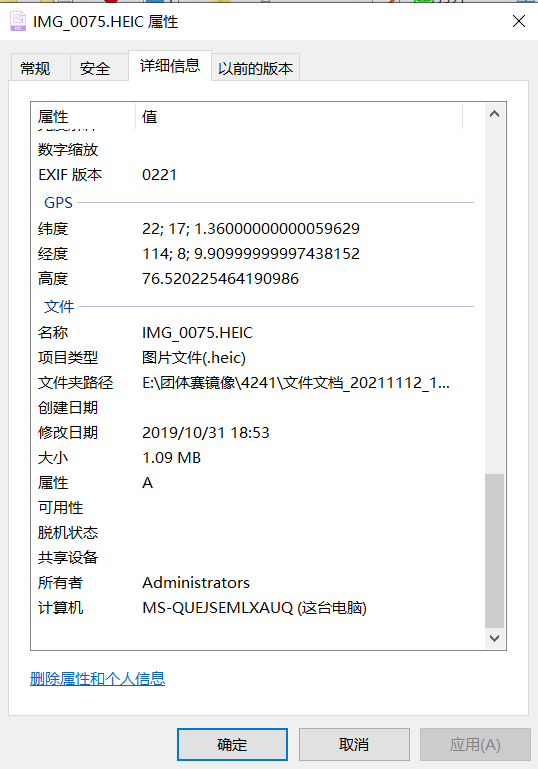 IMG_0075.HEIC 属性
常规 安全 详细信息 以前的版本
属性 值
数字缩放
EXIF 版本 0221
GPS
纬度 22; 17; 1.36000000000059629
经度 114; 8; 9.90999999997438152
高度 76.520225464190986
文件
名称 IMG_0075.HEIC
项目类型 图片文件(.heic)
文件夹路径 E:\团体赛镜像\4241\文件文档_20211112_1...
创建日期
修改日期 2019/10/31 18:53
大小 1.09 MB
属性 A
可用性
脱机状态
共享设备
所有者 Administrators
计算机 MS-QUEJSEMLXAUQ (这台电脑)
删除属性和个人信息
确定 取消 应用(A)